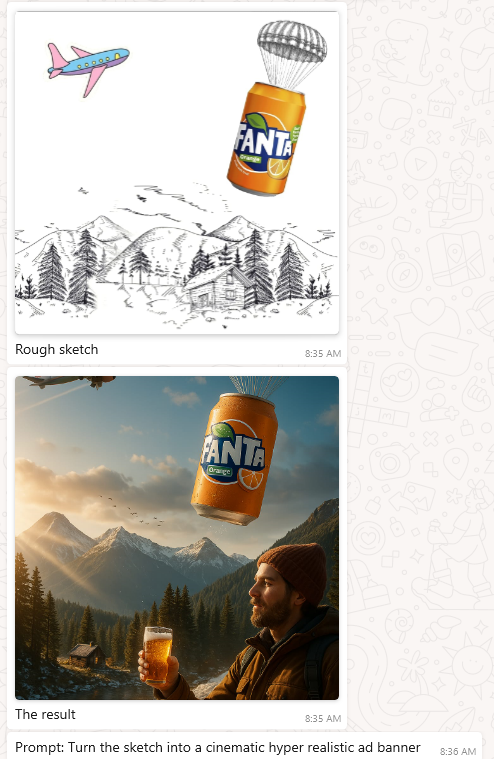 FANTA
Orange
Rough sketch
8:35 AM
FANTA
Orange
The result
8:35 AM
Prompt: Turn the sketch into a cinematic hyper realistic ad banner
8:36 AM